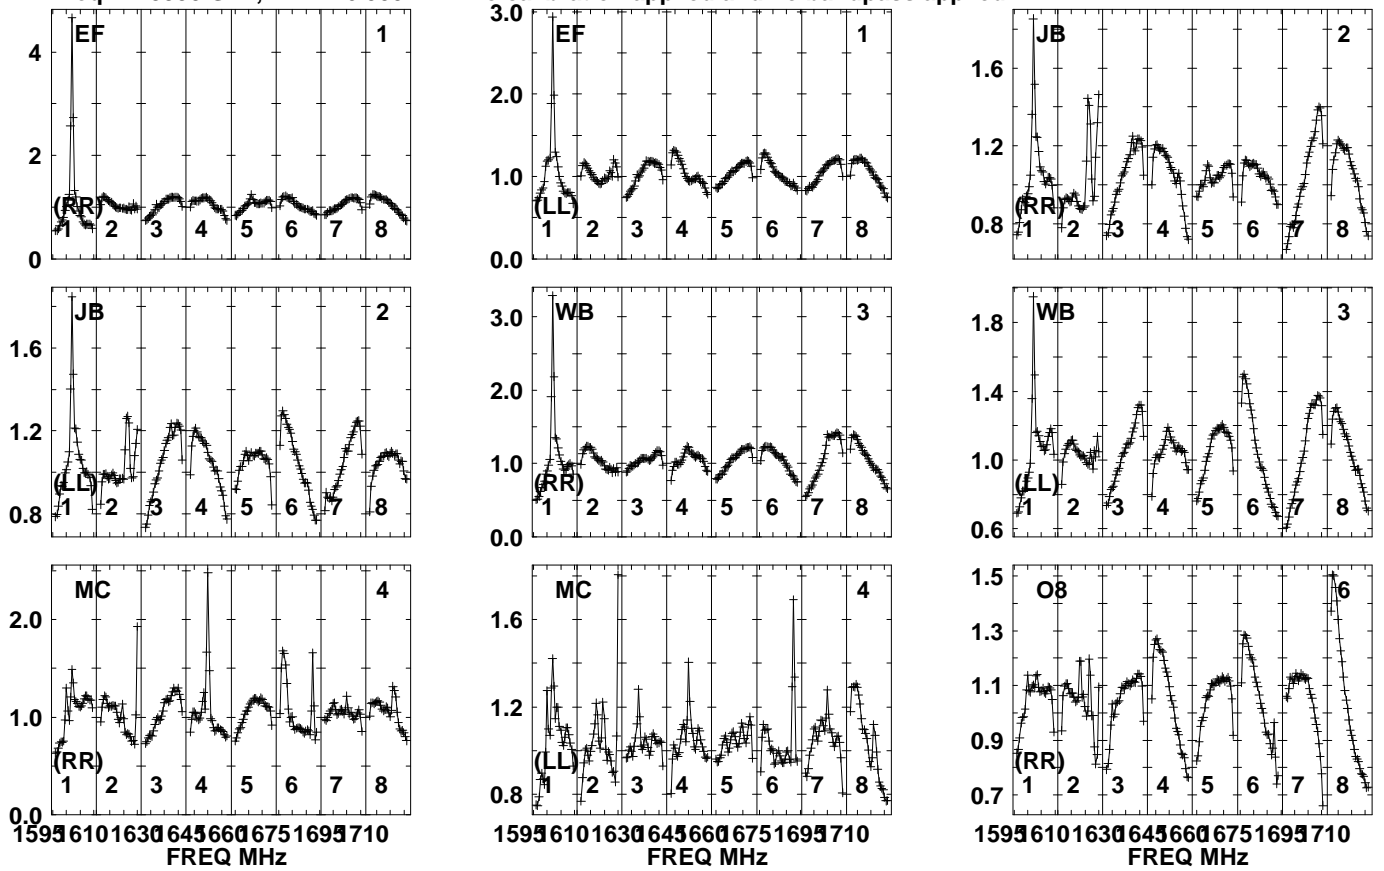 EF 1
4
2
0
(RR)
1 2 3 4 5 6 7 8
EF 1
3.0
2.0
1.0
0.0
(LL)
1 2 3 4 5 6 7 8
JB 2
1.6
1.2
0.8
(RR)
1 2 3 4 5 6 7 8
JB 2
1.6
1.2
0.8
(LL)
1 2 3 4 5 6 7 8
WB 3
3.0
2.0
1.0
0.0
(RR)
1 2 3 4 5 6 7 8
WB 3
1.8
1.4
1.0
0.6
(LL)
1 2 3 4 5 6 7 8
MC 4
2.0
1.0
0.0
(RR)
1 2 3 4 5 6 7 8
1595 1610 1630 1645 1660 1675 1695 1710
FREQ MHz
MC 4
1.6
1.2
0.8
(LL)
1 2 3 4 5 6 7 8
1595 1610 1630 1645 1660 1675 1695 1710
FREQ MHz
O8 6
1.5
1.3
1.1
0.9
0.7
(RR)
1 2 3 4 5 6 7 8
1595 1610 1630 1645 1660 1675 1695 1710
FREQ MHz